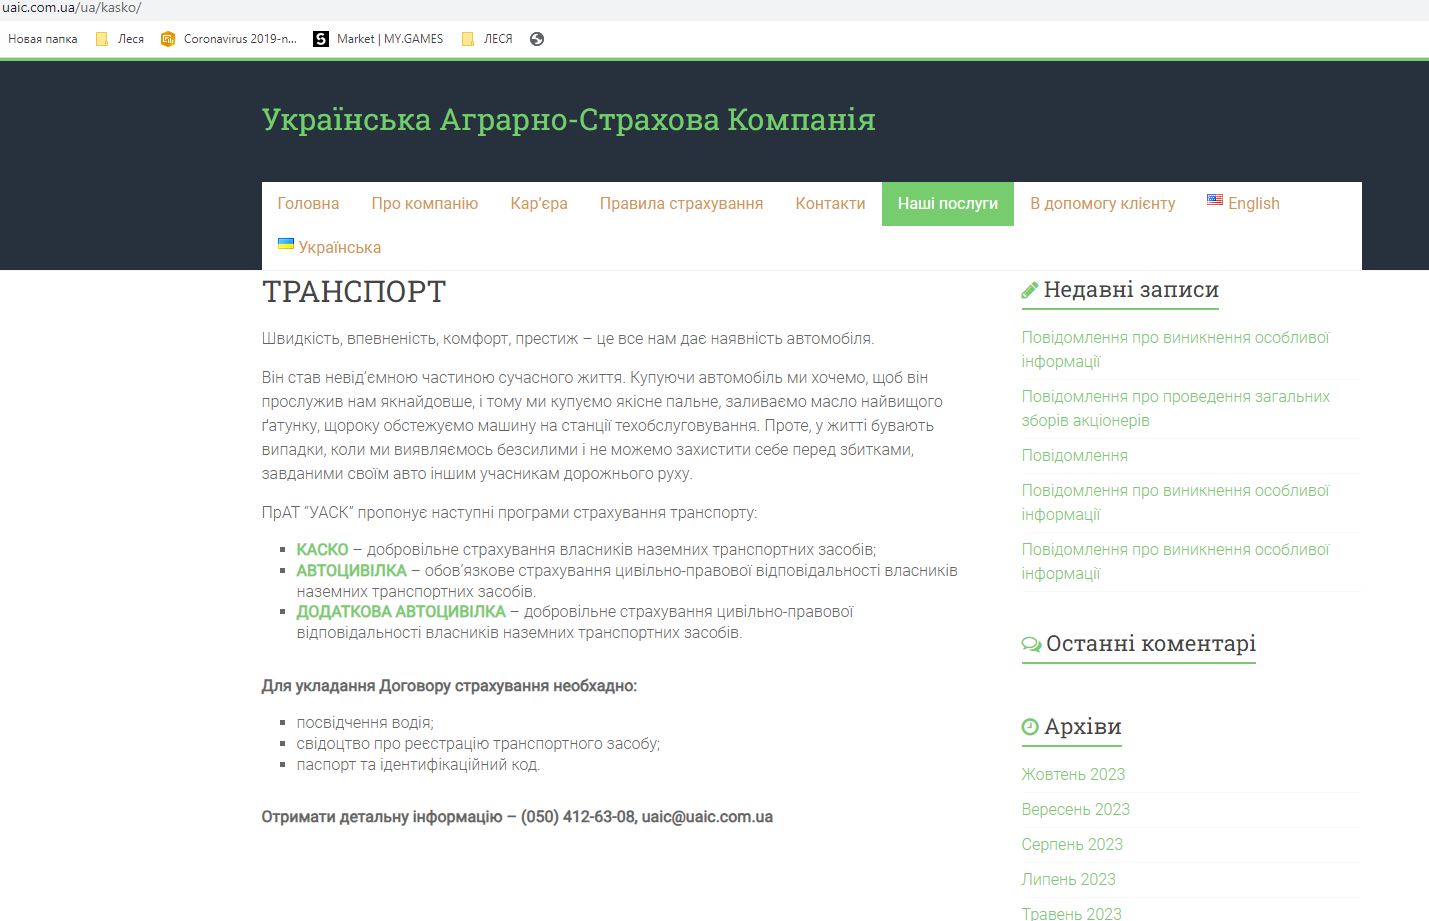 uaic.com.ua/ua/kasko/
Новая папка Леся Coronavirus 2019-n... Market | MY.GAMES ЛЕСЯ
Українська Аграрно-Страхова Компанія
Головна Про компанію Кар’єра Правила страхування Контакти Наші послуги В допомогу клієнту English
Українська
ТРАНСПОРТ
Швидкість, впевненість, комфорт, престиж – це все нам дає наявність автомобіля.
Він став невід’ємною частиною сучасного життя. Купуючи автомобіль ми хочемо, щоб він
прослужив нам якнайдовше, і тому ми купуємо якісне пальне, заливаємо масло найвищого
ґатунку, щороку обстежуємо машину на станції техобслуговування. Проте, у житті бувають
випадки, коли ми виявляємось безсилими і не можемо захистити себе перед збитками,
завданими своїм авто іншим учасникам дорожнього руху.
ПрАТ “УАСК” пропонує наступні програми страхування транспорту:
КАСКО – добровільне страхування власників наземних транспортних засобів;
АВТОЦИВІЛКА – обов’язкове страхування цивільно-правової відповідальності власників
наземних транспортних засобів.
ДОДАТКОВА АВТОЦИВІЛКА – добровільне страхування цивільно-правової
відповідальності власників наземних транспортних засобів.
Для укладання Договору страхування необхадно:
посвідчення водія;
свідоцтво про реєстрацію транспортного засобу;
паспорт та ідентифікаційний код.
Отримати детальну інформацію – (050) 412-63-08, uaic@uaic.com.ua
Недавні записи
Повідомлення про виникнення особливої
інформації
Повідомлення про проведення загальних
зборів акціонерів
Повідомлення
Повідомлення про виникнення особливої
інформації
Повідомлення про виникнення особливої
інформації
Останні коментарі
Архіви
Жовтень 2023
Вересень 2023
Серпень 2023
Липень 2023
Травень 2023